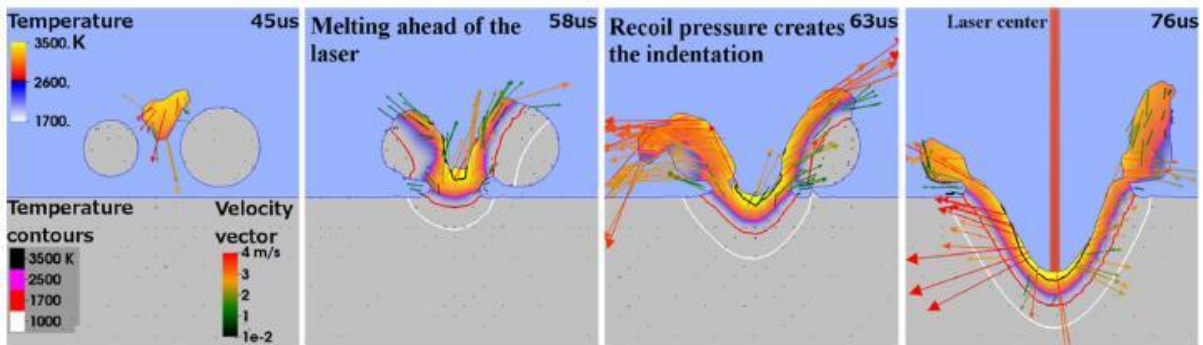 Temperature 45us
3500. K
2600.
1700.
Temperature
contours
3500 K
2500
1700
1000
Velocity
vector
4 m/s
3
2
1
1e-2
Melting ahead of the 58us
laser
Recoil pressure creates 63us
the indentation
Laser center 76us